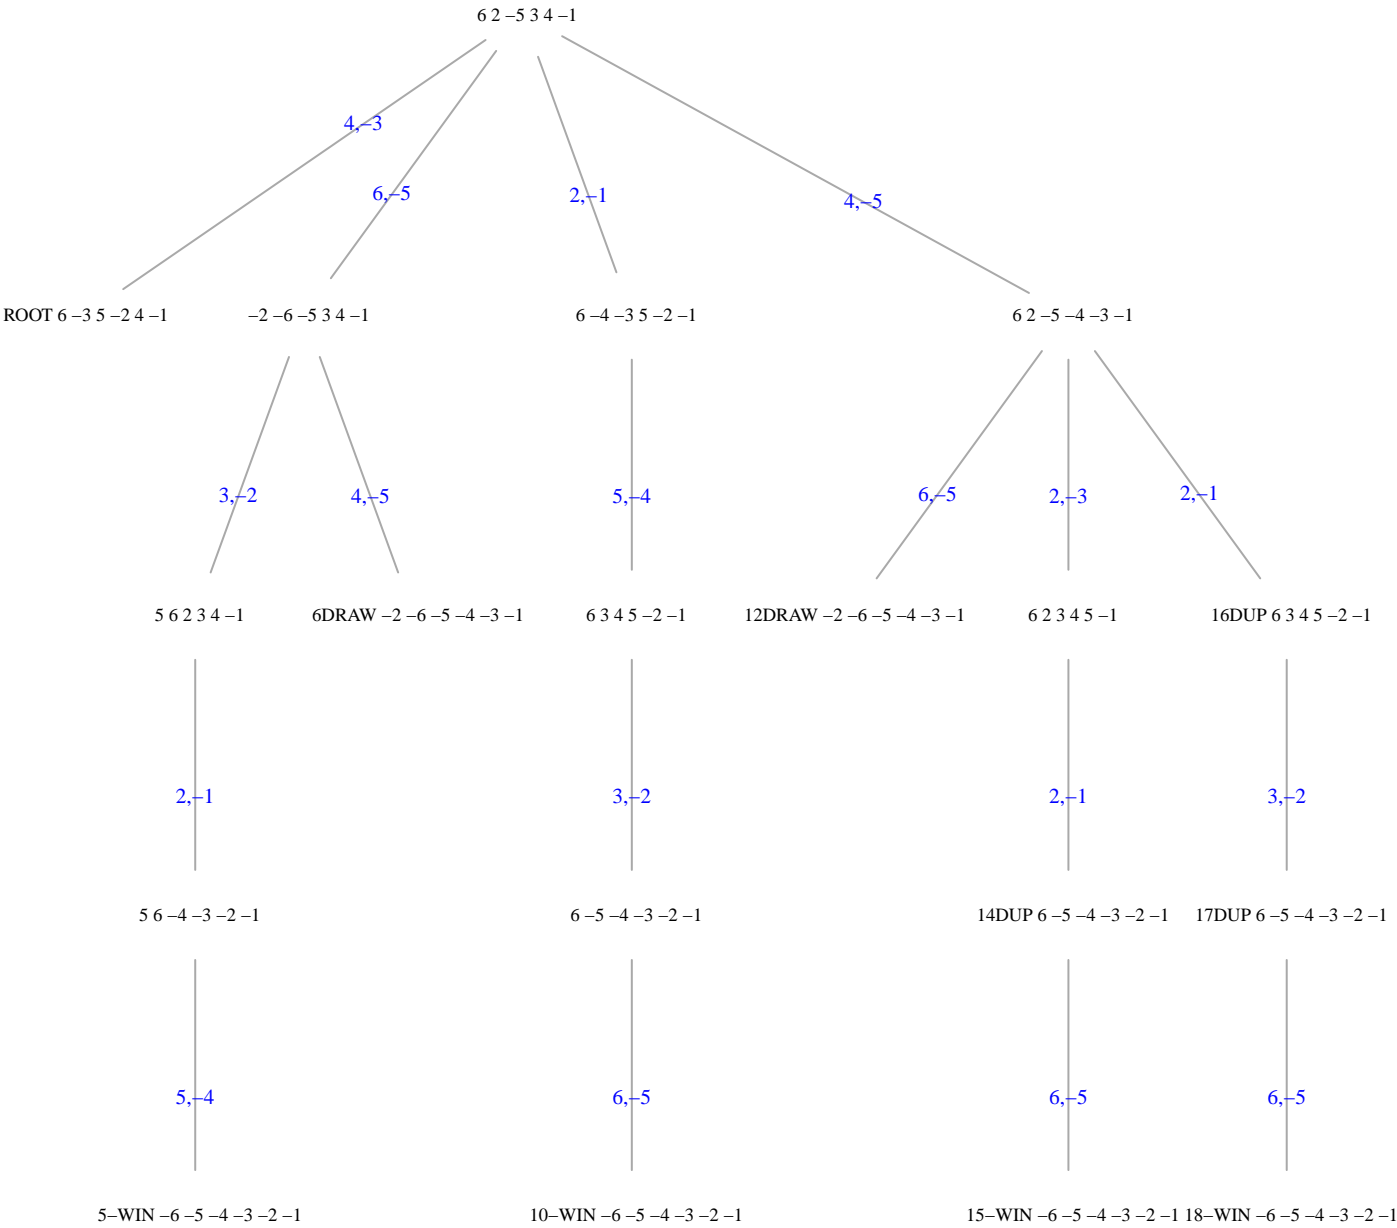 6 2 –5 3 4 –1
4,–3
6,–5
2,–1
4,–5
ROOT 6 –3 5 –2 4 –1
–2 –6 –5 3 4 –1
6 –4 –3 5 –2 –1
6 2 –5 –4 –3 –1
3,–2
4,–5
5,–4
6,–5
2,–3
2,–1
5 6 2 3 4 –1
6DRAW –2 –6 –5 –4 –3 –1
6 3 4 5 –2 –1
12DRAW –2 –6 –5 –4 –3 –1
6 2 3 4 5 –1
16DUP 6 3 4 5 –2 –1
2,–1
3,–2
2,–1
3,–2
5 6 –4 –3 –2 –1
6 –5 –4 –3 –2 –1
14DUP 6 –5 –4 –3 –2 –1
17DUP 6 –5 –4 –3 –2 –1
5,–4
6,–5
6,–5
6,–5
5–WIN –6 –5 –4 –3 –2 –1
10–WIN –6 –5 –4 –3 –2 –1
15–WIN –6 –5 –4 –3 –2 –1
18–WIN –6 –5 –4 –3 –2 –1